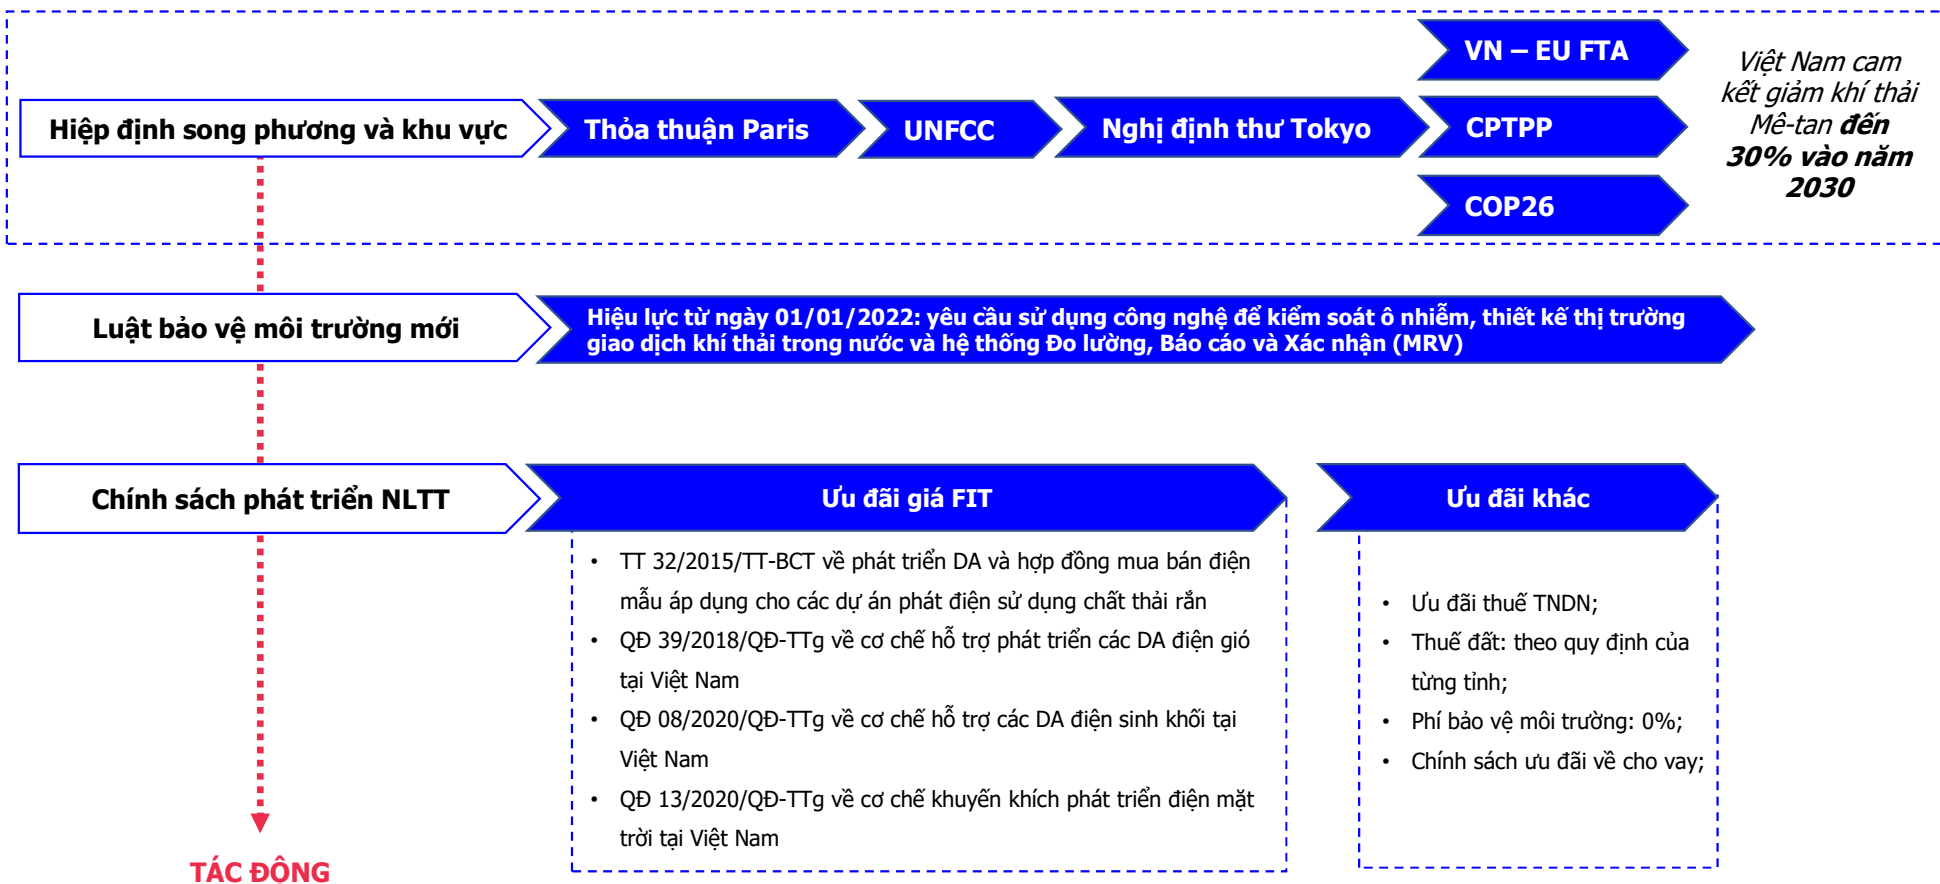 Hiệp định song phương và khu vực
Thỏa thuận Paris
UNFCC
Nghị định thư Tokyo
VN – EU FTA
CPTPP
COP26
Việt Nam cam
kết giảm khí thải
Mê-tan đến
30% vào năm
2030
Luật bảo vệ môi trường mới
Hiệu lực từ ngày 01/01/2022: yêu cầu sử dụng công nghệ để kiểm soát ô nhiễm, thiết kế thị trường
giao dịch khí thải trong nước và hệ thống Đo lường, Báo cáo và Xác nhận (MRV)
Chính sách phát triển NLTT
Ưu đãi giá FIT
• TT 32/2015/TT-BCT về phát triển DA và hợp đồng mua bán điện
mẫu áp dụng cho các dự án phát điện sử dụng chất thải rắn
• QĐ 39/2018/QĐ-TTg về cơ chế hỗ trợ phát triển các DA điện gió
tại Việt Nam
• QĐ 08/2020/QĐ-TTg về cơ chế hỗ trợ các DA điện sinh khối tại
Việt Nam
• QĐ 13/2020/QĐ-TTg về cơ chế khuyến khích phát triển điện mặt
trời tại Việt Nam
Ưu đãi khác
• Ưu đãi thuế TNDN;
• Thuế đất: theo quy định của
từng tỉnh;
• Phí bảo vệ môi trường: 0%;
• Chính sách ưu đãi về cho vay;
TÁC ĐỘNG